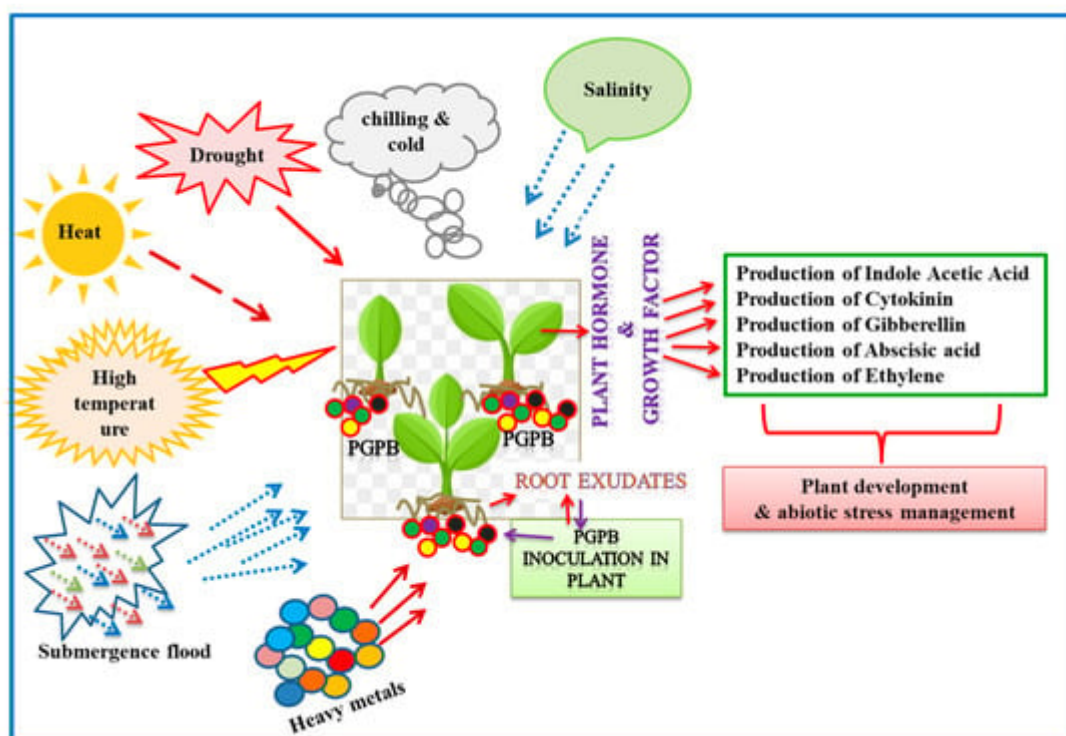 Salinity
chilling &
cold
Drought
Heat
High
temperat
ure
Submergence flood
Heavy metals
PGPB
PGPB
ROOT EXUDATES
PGPB
INOCULATION IN
PLANT
PLANT HORMONE
&
GROWTH FACTOR
Production of Indole Acetic Acid
Production of Cytokinin
Production of Gibberellin
Production of Abscisic acid
Production of Ethylene
Plant development
& abiotic stress management